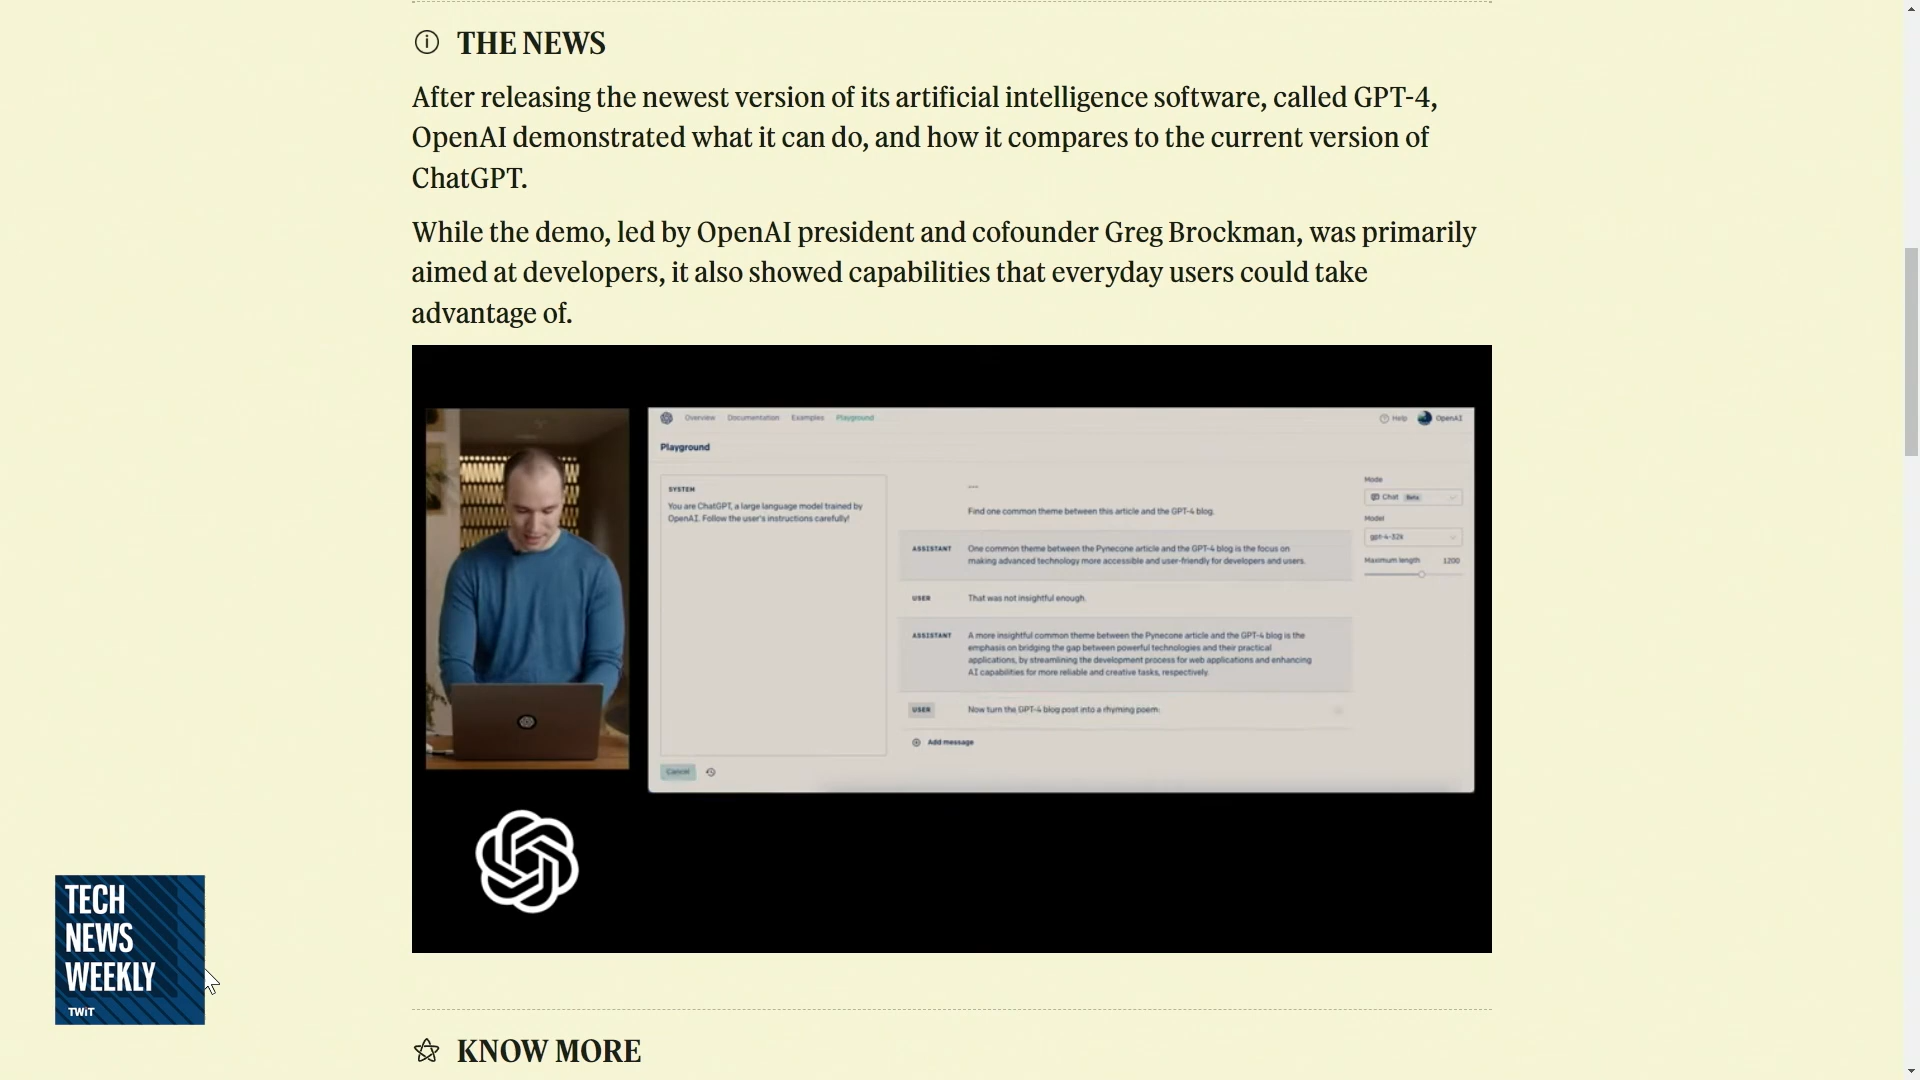 THE NEWS
After releasing the newest version of its artificial intelligence software, called GPT-4,
OpenAI demonstrated what it can do, and how it compares to the current version of
ChatGPT.
While the demo, led by OpenAI president and cofounder Greg Brockman, was primarily
aimed at developers, it also showed capabilities that everyday users could take
advantage of.
Overview Documentation Examples Playground
Help OpenAI
Playground
SYSTEM
You are ChatGPT, a large language model trained by
OpenAI. Follow the user's instructions carefully!
---
Find one common theme between this article and the GPT-4 blog.
ASSISTANT One common theme between the Pynecone article and the GPT-4 blog is the focus on
making advanced technology more accessible and user-friendly for developers and users.
USER That was not insightful enough.
ASSISTANT A more insightful common theme between the Pynecone article and the GPT-4 blog is the
emphasis on bridging the gap between powerful technologies and their practical
applications, by streamlining the development process for web applications and enhancing
AI capabilities for more reliable and creative tasks, respectively.
USER Now turn the GPT-4 blog post into a rhyming poem.
Add message
Cancel
Mode
Chat Beta
Model
gpt-4-32k
Maximum length 1200
TECH
NEWS
WEEKLY
TWiT
KNOW MORE